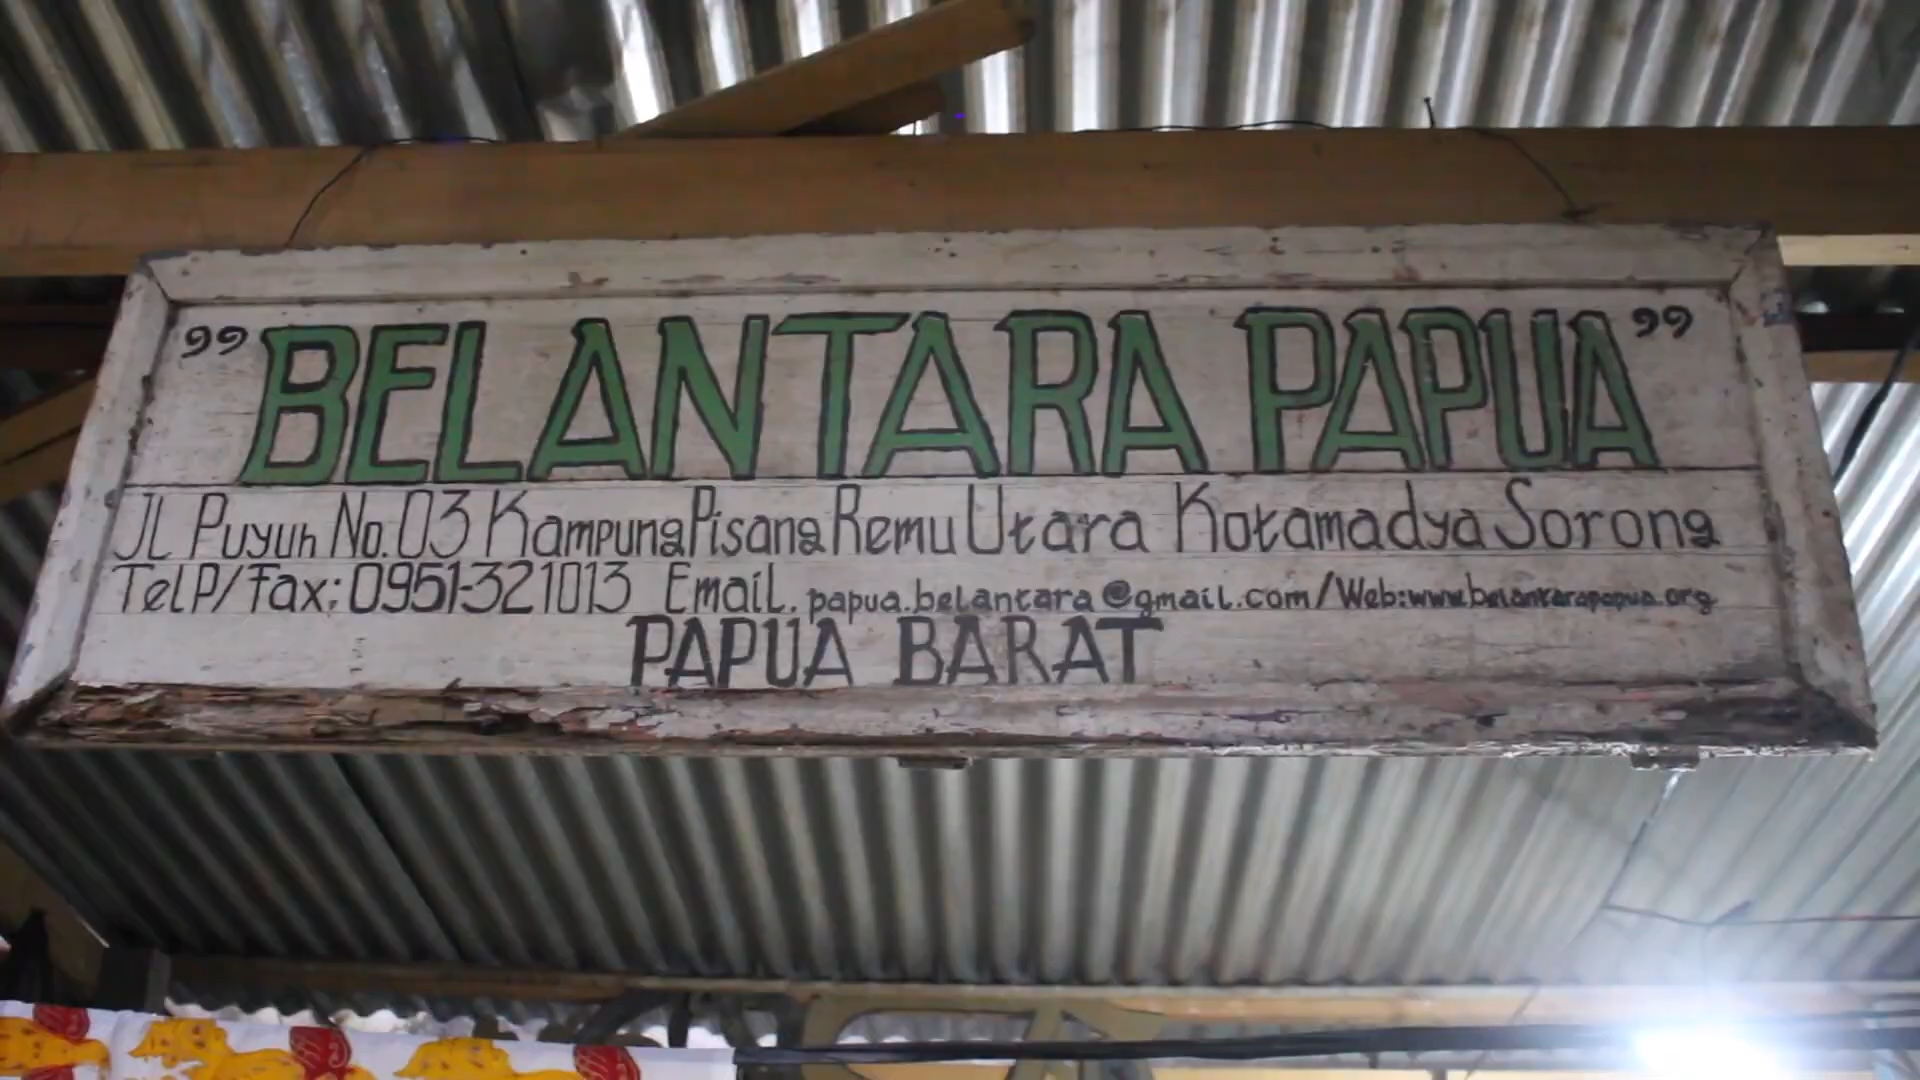 "BELANTARA PAPUA"
JL Puyuh No.03 Kampung Pisang Remu Utara Kotamadya Sorong
TelP/Fax: 0951-321013 Email. papua.belantara@gmail.com/Web:www.belantarapapua.org
PAPUA BARAT